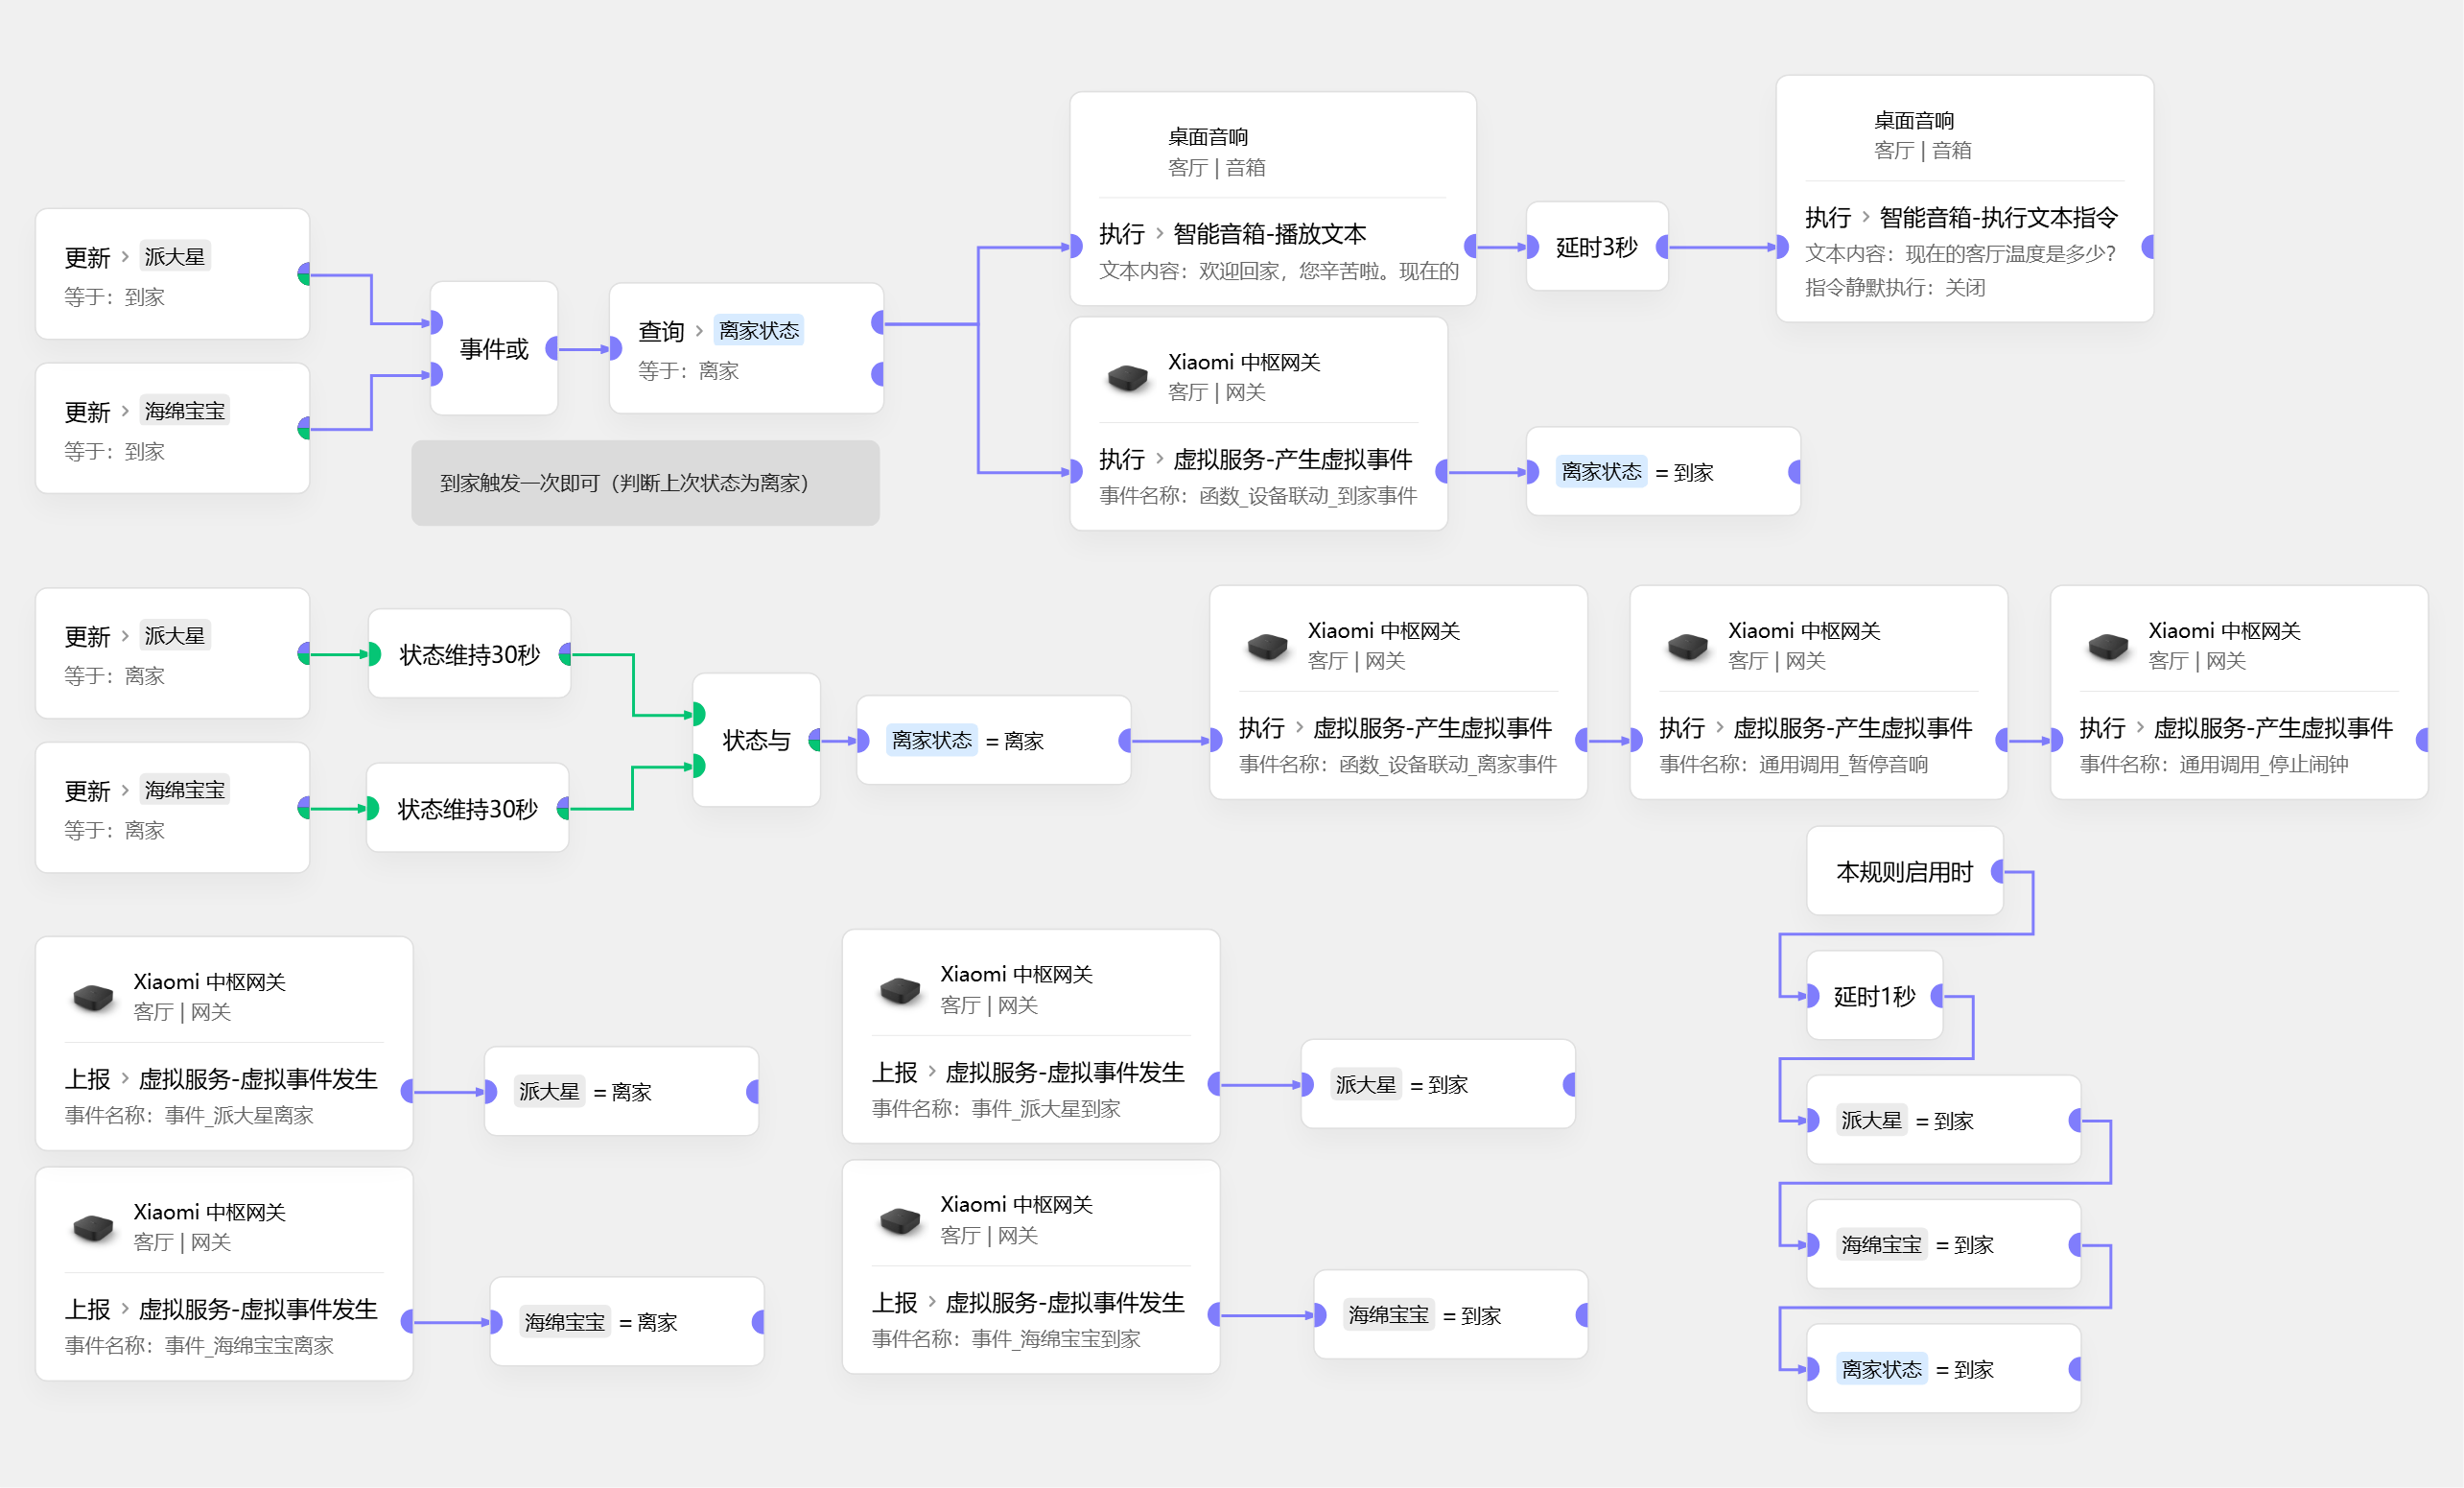 更新 › 派大星
等于：到家
更新 › 海绵宝宝
等于：到家
事件或
查询 › 离家状态
等于：离家
到家触发一次即可（判断上次状态为离家）
桌面音响
客厅 | 音箱
执行 › 智能音箱-播放文本
文本内容：欢迎回家，您辛苦啦。现在的
延时3秒
桌面音响
客厅 | 音箱
执行 › 智能音箱-执行文本指令
文本内容：现在的客厅温度是多少？
指令静默执行：关闭
Xiaomi 中枢网关
客厅 | 网关
执行 › 虚拟服务-产生虚拟事件
事件名称：函数_设备联动_到家事件
离家状态 = 到家
更新 › 派大星
等于：离家
状态维持30秒
更新 › 海绵宝宝
等于：离家
状态维持30秒
状态与
离家状态 = 离家
Xiaomi 中枢网关
客厅 | 网关
执行 › 虚拟服务-产生虚拟事件
事件名称：函数_设备联动_离家事件
Xiaomi 中枢网关
客厅 | 网关
执行 › 虚拟服务-产生虚拟事件
事件名称：通用调用_暂停音响
Xiaomi 中枢网关
客厅 | 网关
执行 › 虚拟服务-产生虚拟事件
事件名称：通用调用_停止闹钟
Xiaomi 中枢网关
客厅 | 网关
上报 › 虚拟服务-虚拟事件发生
事件名称：事件_派大星离家
派大星 = 离家
Xiaomi 中枢网关
客厅 | 网关
上报 › 虚拟服务-虚拟事件发生
事件名称：事件_派大星到家
派大星 = 到家
Xiaomi 中枢网关
客厅 | 网关
上报 › 虚拟服务-虚拟事件发生
事件名称：事件_海绵宝宝离家
海绵宝宝 = 离家
Xiaomi 中枢网关
客厅 | 网关
上报 › 虚拟服务-虚拟事件发生
事件名称：事件_海绵宝宝到家
海绵宝宝 = 到家
本规则启用时
延时1秒
派大星 = 到家
海绵宝宝 = 到家
离家状态 = 到家